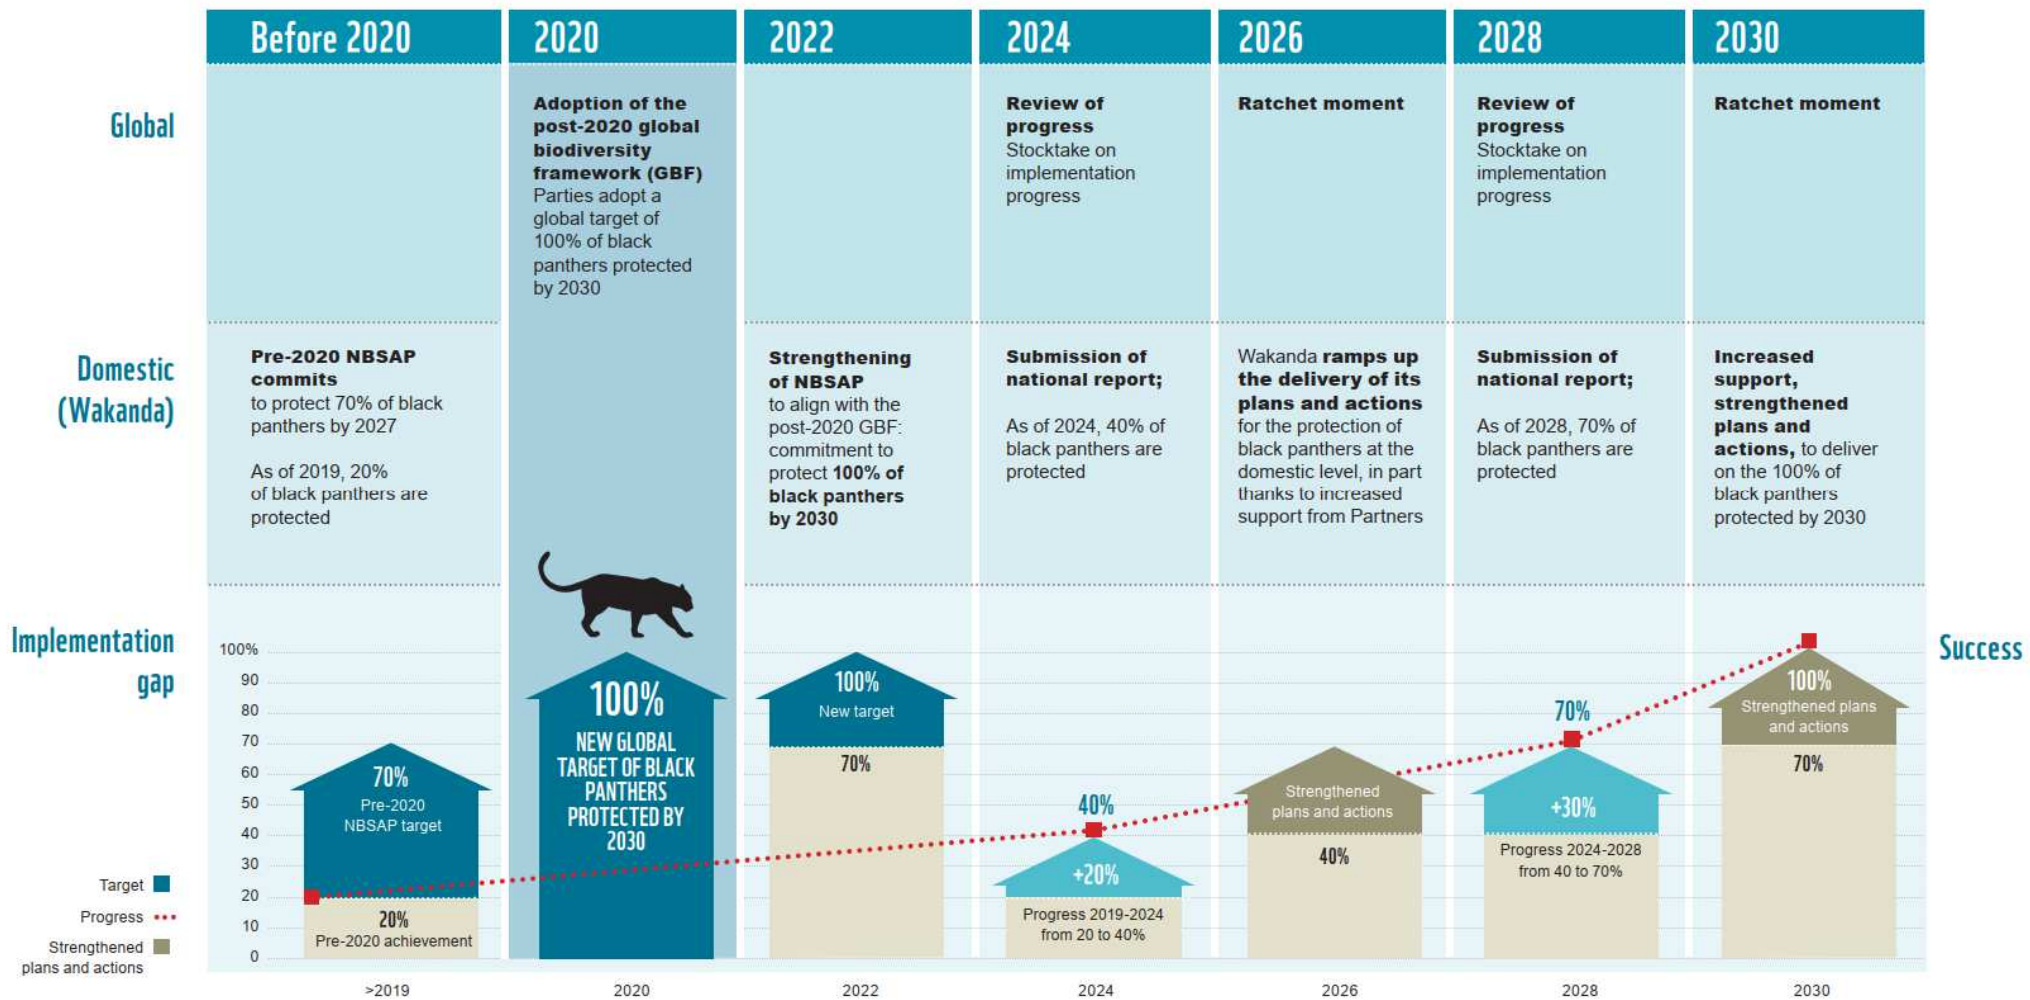 Before 2020
2020
2022
2024
2026
2028
2030
Global
Adoption of the
post-2020 global
biodiversity
framework (GBF)
Parties adopt a
global target of
100% of black
panthers protected
by 2030
Review of
progress
Stocktake on
implementation
progress
Ratchet moment
Review of
progress
Stocktake on
implementation
progress
Ratchet moment
Domestic
(Wakanda)
Pre-2020 NBSAP
commits
to protect 70% of black
panthers by 2027
As of 2019, 20%
of black panthers are
protected
Strengthening
of NBSAP
to align with the
post-2020 GBF:
commitment to
protect 100% of
black panthers
by 2030
Submission of
national report;
As of 2024, 40% of
black panthers are
protected
Wakanda ramps up
the delivery of its
plans and actions
for the protection of
black panthers at the
domestic level, in part
thanks to increased
support from Partners
Submission of
national report;
As of 2028, 70% of
black panthers are
protected
Increased
support,
strengthened
plans and
actions, to deliver
on the 100% of
black panthers
protected by 2030
Implementation
gap
Success
100%
90
80
70
60
50
40
30
20
10
0
70%
Pre-2020
NBSAP target
20%
Pre-2020 achievement
100%
NEW GLOBAL
TARGET OF BLACK
PANTHERS
PROTECTED BY
2030
100%
New target
70%
40%
+20%
Progress 2019-2024
from 20 to 40%
Strengthened
plans and actions
40%
70%
+30%
Progress 2024-2028
from 40 to 70%
100%
Strengthened plans
and actions
70%
Target
Progress
Strengthened
plans and actions
>2019
2020
2022
2024
2026
2028
2030